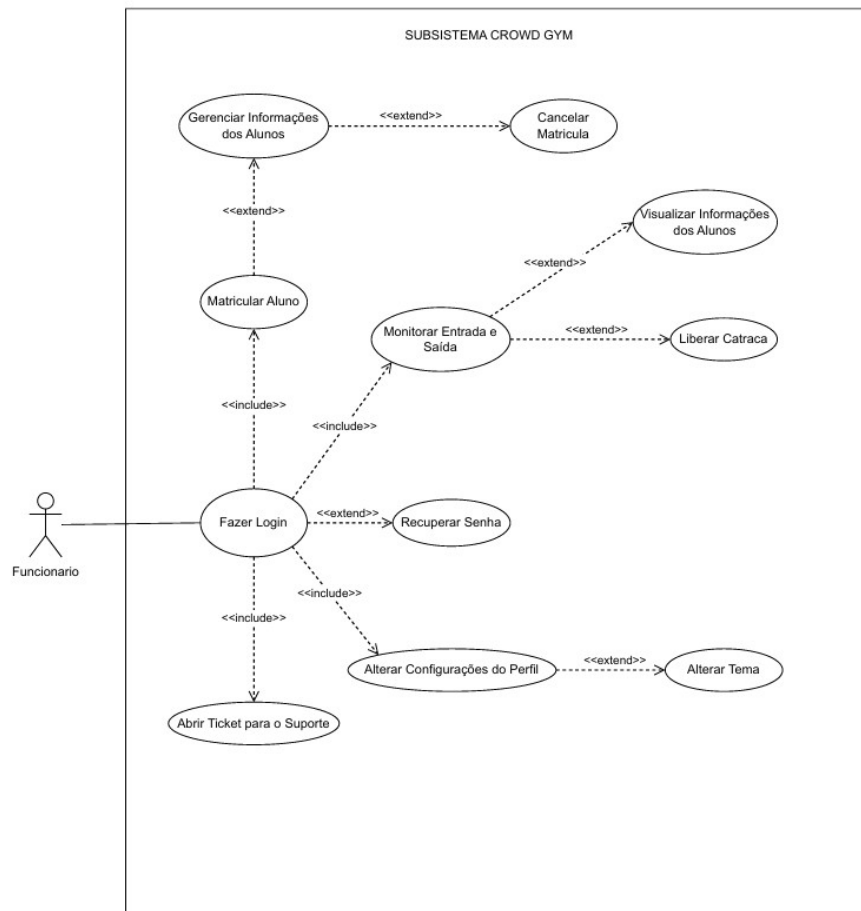 SUBSISTEMA CROWD GYM
Gerenciar Informações
dos Alunos
<<extend>>
Cancelar
Matricula
<<extend>>
Visualizar Informações
dos Alunos
<<extend>>
Matricular Aluno
Monitorar Entrada e
Saída
<<extend>>
Liberar Catraca
<<include>>
<<include>>
Funcionario
Fazer Login
<<extend>>
Recuperar Senha
<<include>>
<<include>>
Alterar Configurações do Perfil
<<extend>>
Alterar Tema
Abrir Ticket para o Suporte